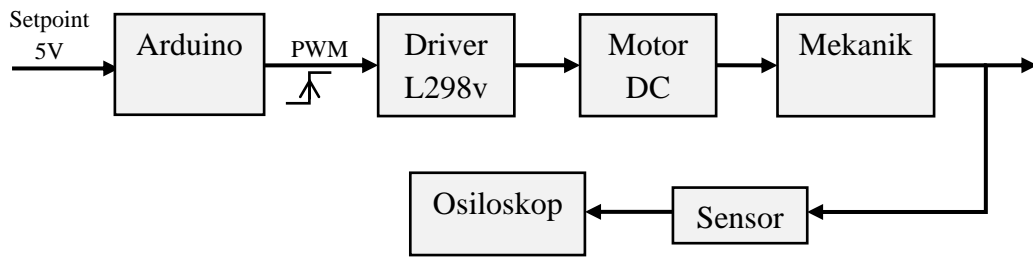 Setpoint
5V
Arduino
PWM
Driver
L298v
Motor
DC
Mekanik
Osiloskop
Sensor